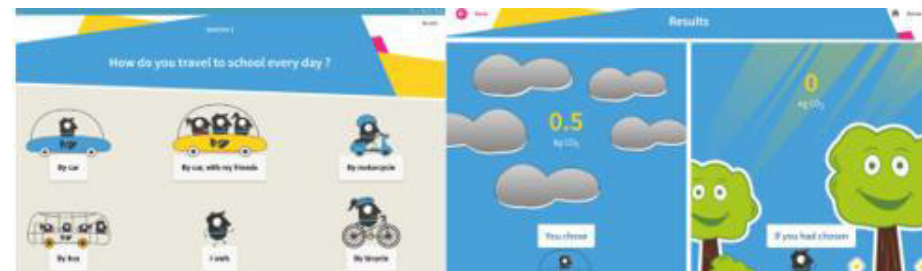 How do you travel to school every day ?
By car
By car, with my friends
By motorcycle
By bus
I walk
By bicycle
Results
0.5
Kg CO₂
You chose
0
Kg CO₂
If you had chosen